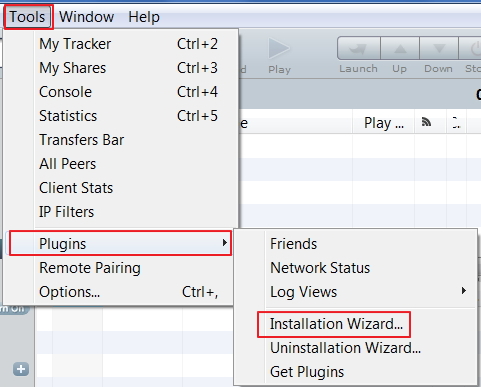 Tools Window Help
My Tracker Ctrl+2
My Shares Ctrl+3
Console Ctrl+4
Statistics Ctrl+5
Transfers Bar
All Peers
Client Stats
IP Filters
Plugins
Remote Pairing
Options... Ctrl+,
Play
Launch Up Down
Play ...
Friends
Network Status
Log Views
Installation Wizard...
Uninstallation Wizard...
Get Plugins